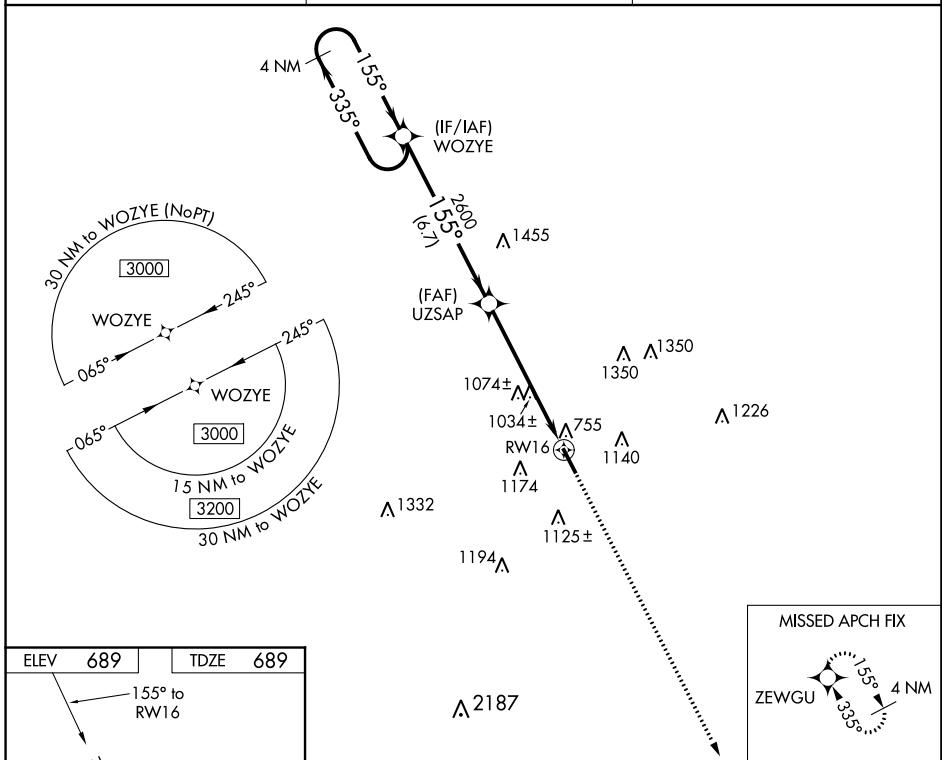 4 NM
155°
335°
(IF/IAF)
WOZYE
2600
155°
(6.7)
1455
30 NM to WOZYE (NoPT)
3000
WOZYE
245°
065°
(FAF)
UZSAP
245°
WOZYE
065°
3000
15 NM to WOZYE
3200
30 NM to WOZYE
1350
1350
1074±
1034±
755
1226
RW16
1140
1174
1332
1125±
1194
2187
MISSED APCH FIX
ZEWGU
155°
335°
4 NM
ELEV 689
TDZE 689
155° to
RW16